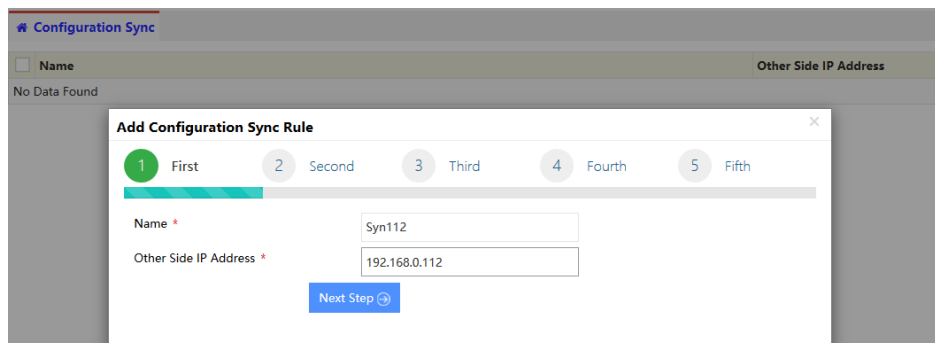 Configuration Sync
Name Other Side IP Address
No Data Found
Add Configuration Sync Rule ×
1 First 2 Second 3 Third 4 Fourth 5 Fifth
Name * Syn112
Other Side IP Address * 192.168.0.112
Next Step